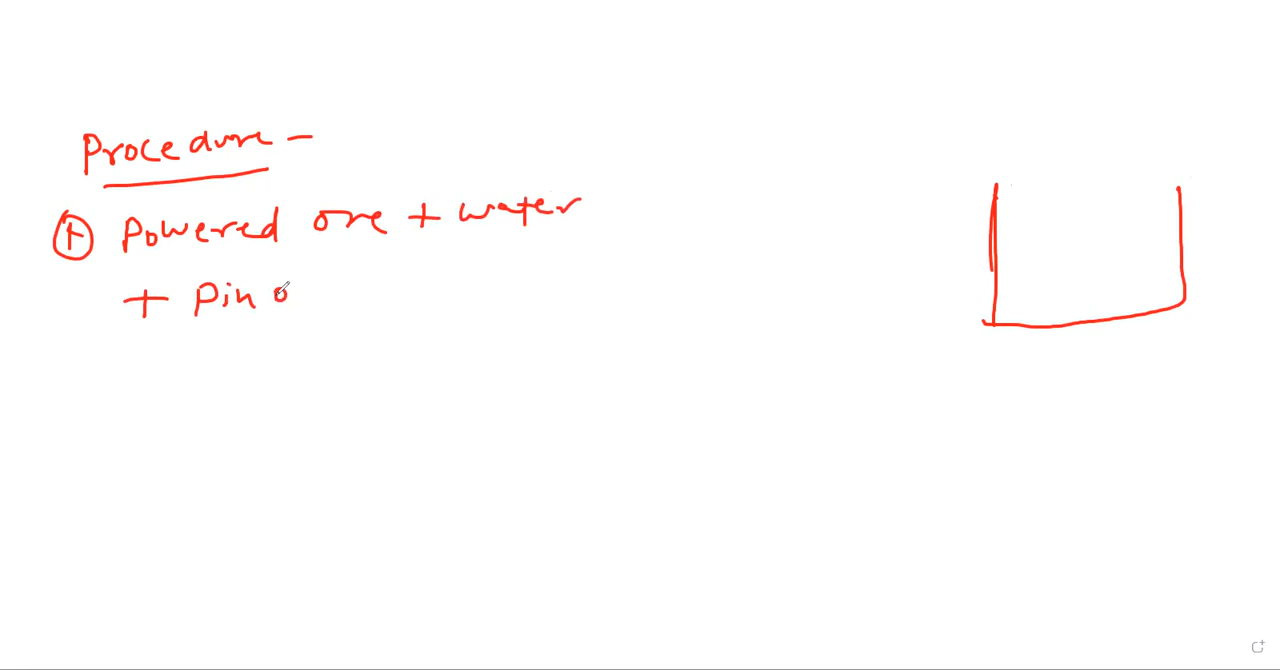 Procedure -
① Powered ore + water
+ Pin o